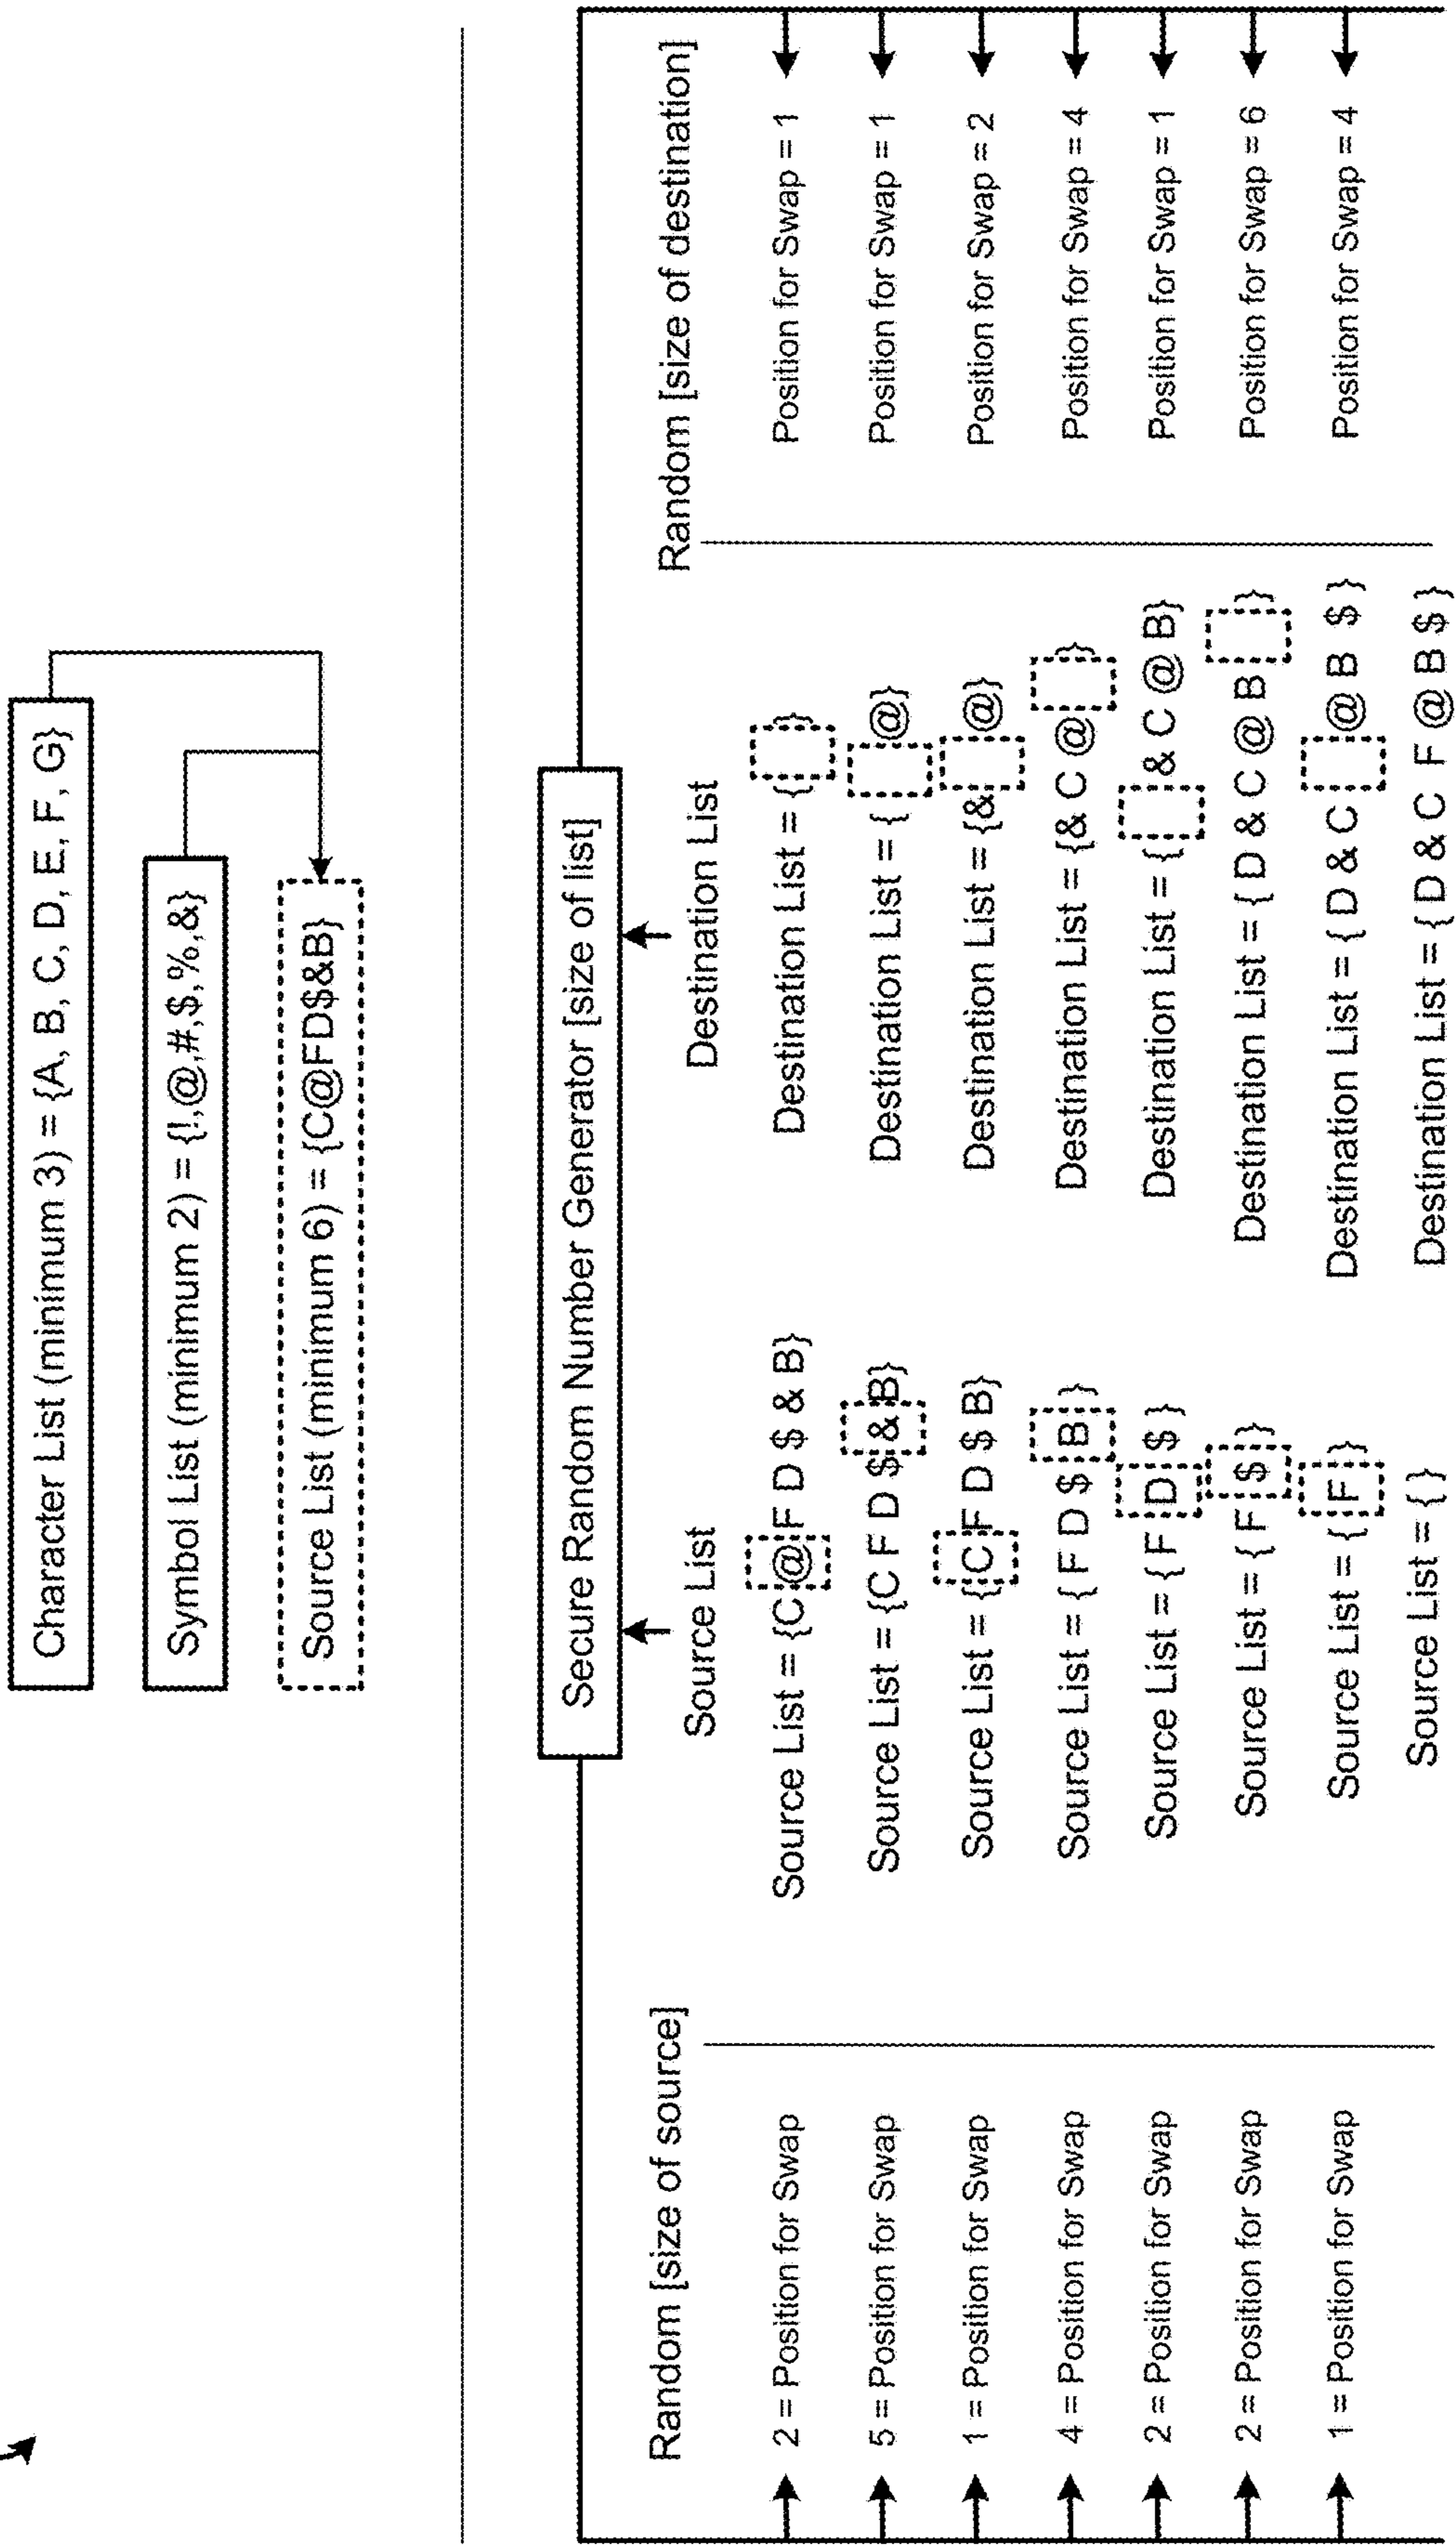 Character List (minimum 3) = {A, B, C, D, E, F, G}
Symbol List (minimum 2) = {!,@,#,$,%,&}
Source List (minimum 6) = {C@FD$&B}
Secure Random Number Generator [size of list]
Random [size of source]
Source List
Destination List
Random [size of destination]
2 = Position for Swap
Source List = {C @ F D $ & B}
Destination List = { }
Position for Swap = 1
5 = Position for Swap
Source List = {C F D $ & B}
Destination List = { @}
Position for Swap = 1
1 = Position for Swap
Source List = { C F D $ B}
Destination List = {& @}
Position for Swap = 2
4 = Position for Swap
Source List = { F D $ B }
Destination List = {& C @ }
Position for Swap = 4
2 = Position for Swap
Source List = { F D $ }
Destination List = { & C @ B}
Position for Swap = 1
2 = Position for Swap
Source List = { F $ }
Destination List = { D & C @ B }
Position for Swap = 6
1 = Position for Swap
Source List = { F }
Destination List = { D & C @ B $ }
Position for Swap = 4
Source List = { }
Destination List = { D & C F @ B $ }